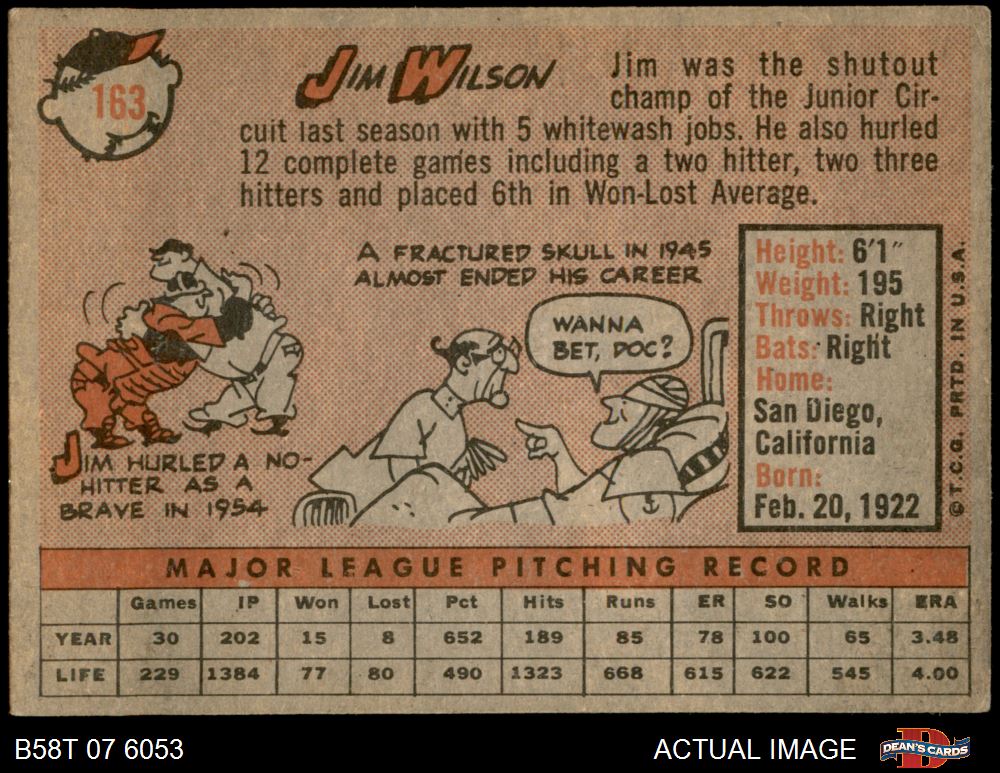 163
JIM WILSON
Jim was the shutout
champ of the Junior Cir-
cuit last season with 5 whitewash jobs. He also hurled
12 complete games including a two hitter, two three
hitters and placed 6th in Won-Lost Average.
A FRACTURED SKULL IN 1945
ALMOST ENDED HIS CAREER
WANNA
BET, DOC?
JIM HURLED A NO-
HITTER AS A
BRAVE IN 1954
Height: 6'1"
Weight: 195
Throws: Right
Bats: Right
Home:
San Diego,
California
Born:
Feb. 20, 1922
© T.C.G. PRTD. IN U.S.A.
MAJOR LEAGUE PITCHING RECORD
Games IP Won Lost Pct Hits Runs ER SO Walks ERA
YEAR 30 202 15 8 652 189 85 78 100 65 3.48
LIFE 229 1384 77 80 490 1323 668 615 622 545 4.00
B58T 07 6053
ACTUAL IMAGE
DEAN'S CARDS